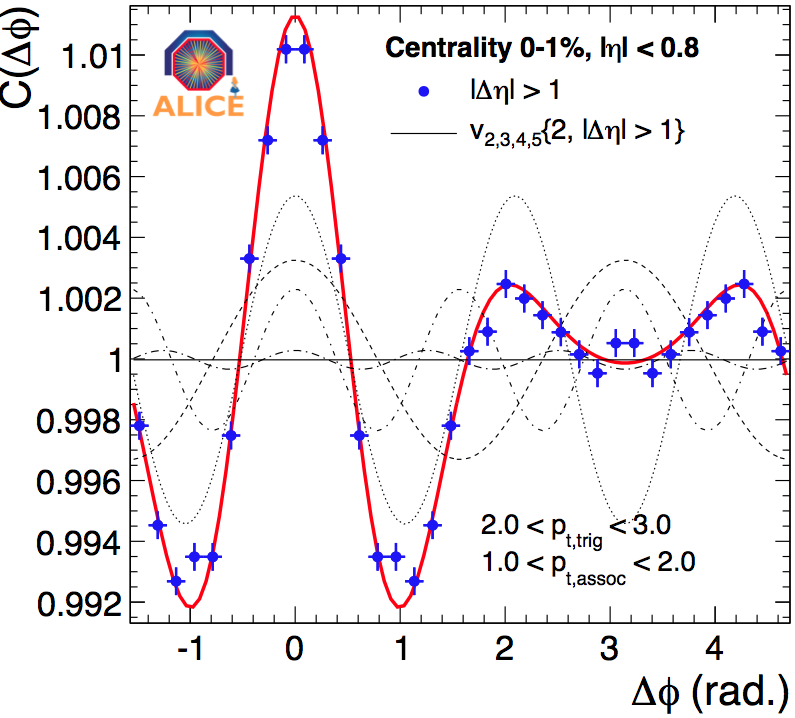 C(Δϕ)
1.01
1.008
1.006
1.004
1.002
1
0.998
0.996
0.994
0.992
ALICE
Centrality 0-1%, |η| < 0.8
|Δη| > 1
v2,3,4,5{2, |Δη| > 1}
2.0 < pt,trig < 3.0
1.0 < pt,assoc < 2.0
-1 0 1 2 3 4
Δϕ (rad.)